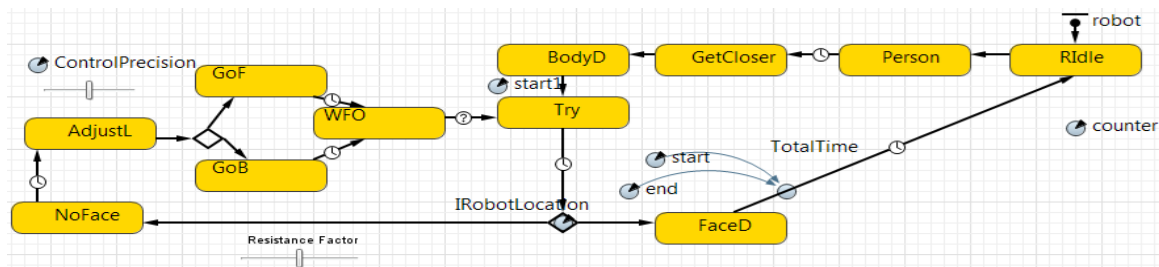 robot
BodyD
GetCloser
Person
RIdle
ControlPrecision
GoF
start1
WFO
Try
AdjustL
counter
TotalTime
GoB
start
end
IRobotLocation
NoFace
FaceD
Resistance Factor